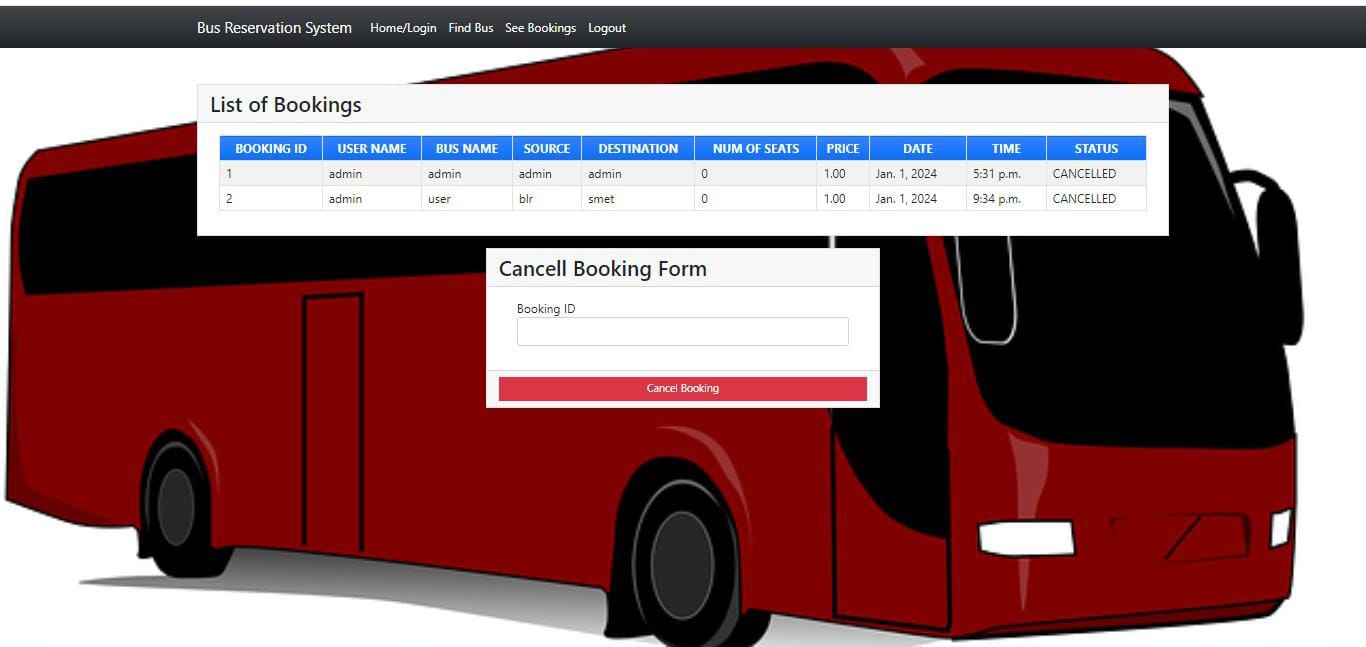 Bus Reservation System Home/Login Find Bus See Bookings Logout
List of Bookings
BOOKING ID USER NAME BUS NAME SOURCE DESTINATION NUM OF SEATS PRICE DATE TIME STATUS
1 admin admin admin admin 0 1.00 Jan. 1, 2024 5:31 p.m. CANCELLED
2 admin user blr smet 0 1.00 Jan. 1, 2024 9:34 p.m. CANCELLED
Cancell Booking Form
Booking ID
Cancel Booking